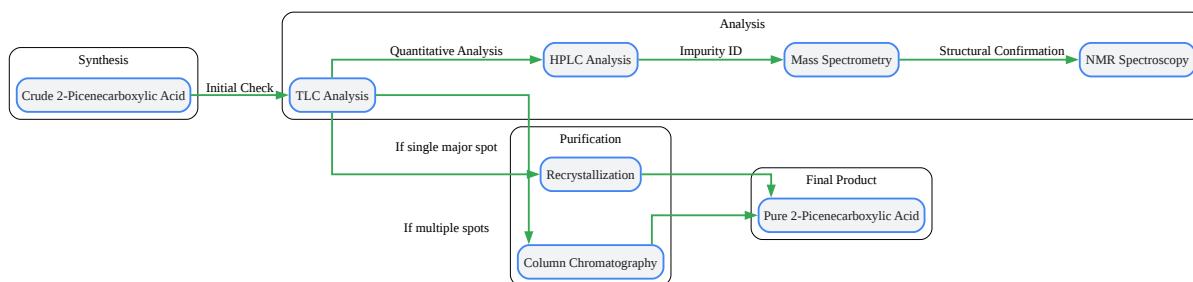 Analysis
Synthesis
Quantitative Analysis
HPLC Analysis
Impurity ID
Mass Spectrometry
Structural Confirmation
NMR Spectroscopy
Crude 2-Picenecarboxylic Acid
Initial Check
TLC Analysis
Purification
If single major spot
Recrystallization
Final Product
Pure 2-Picenecarboxylic Acid
If multiple spots
Column Chromatography